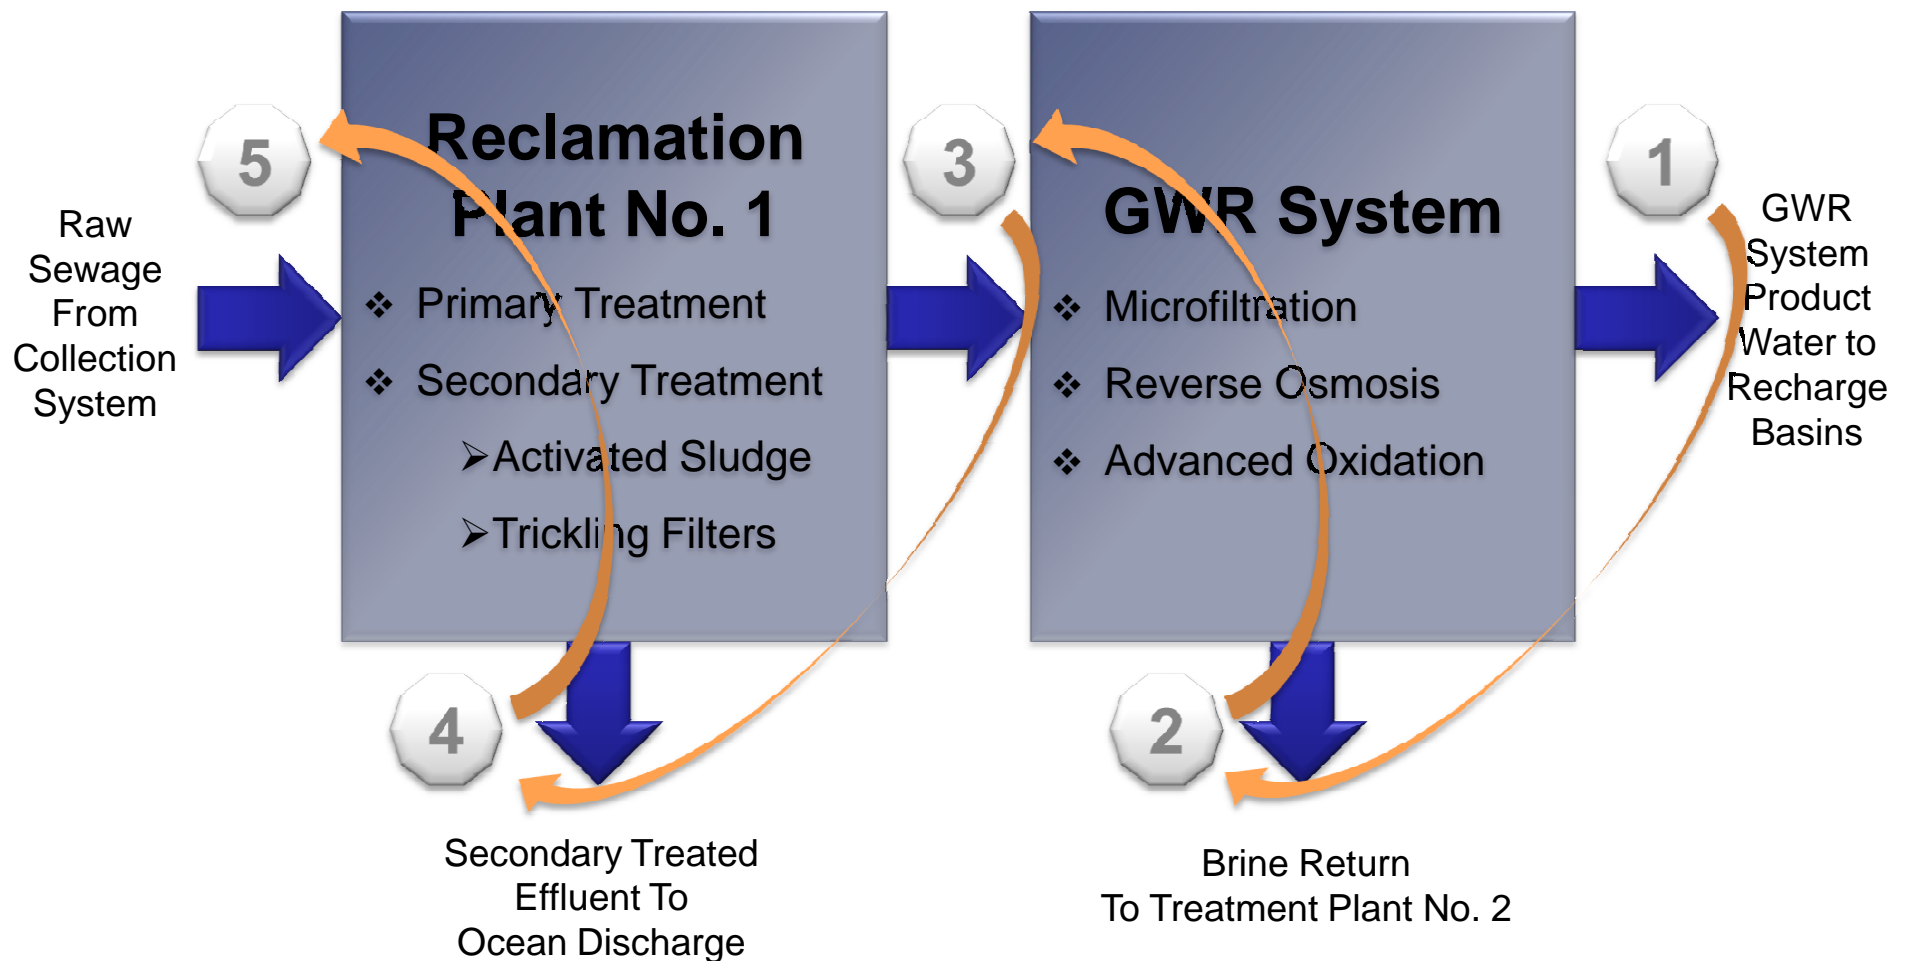 5
Raw
Sewage
From
Collection
System
Reclamation
Plant No. 1
❖ Primary Treatment
❖ Secondary Treatment
➢Activated Sludge
➢Trickling Filters
3
GWR System
❖ Microfiltration
❖ Reverse Osmosis
❖ Advanced Oxidation
1
GWR
System
Product
Water to
Recharge
Basins
4
Secondary Treated
Effluent To
Ocean Discharge
2
Brine Return
To Treatment Plant No. 2